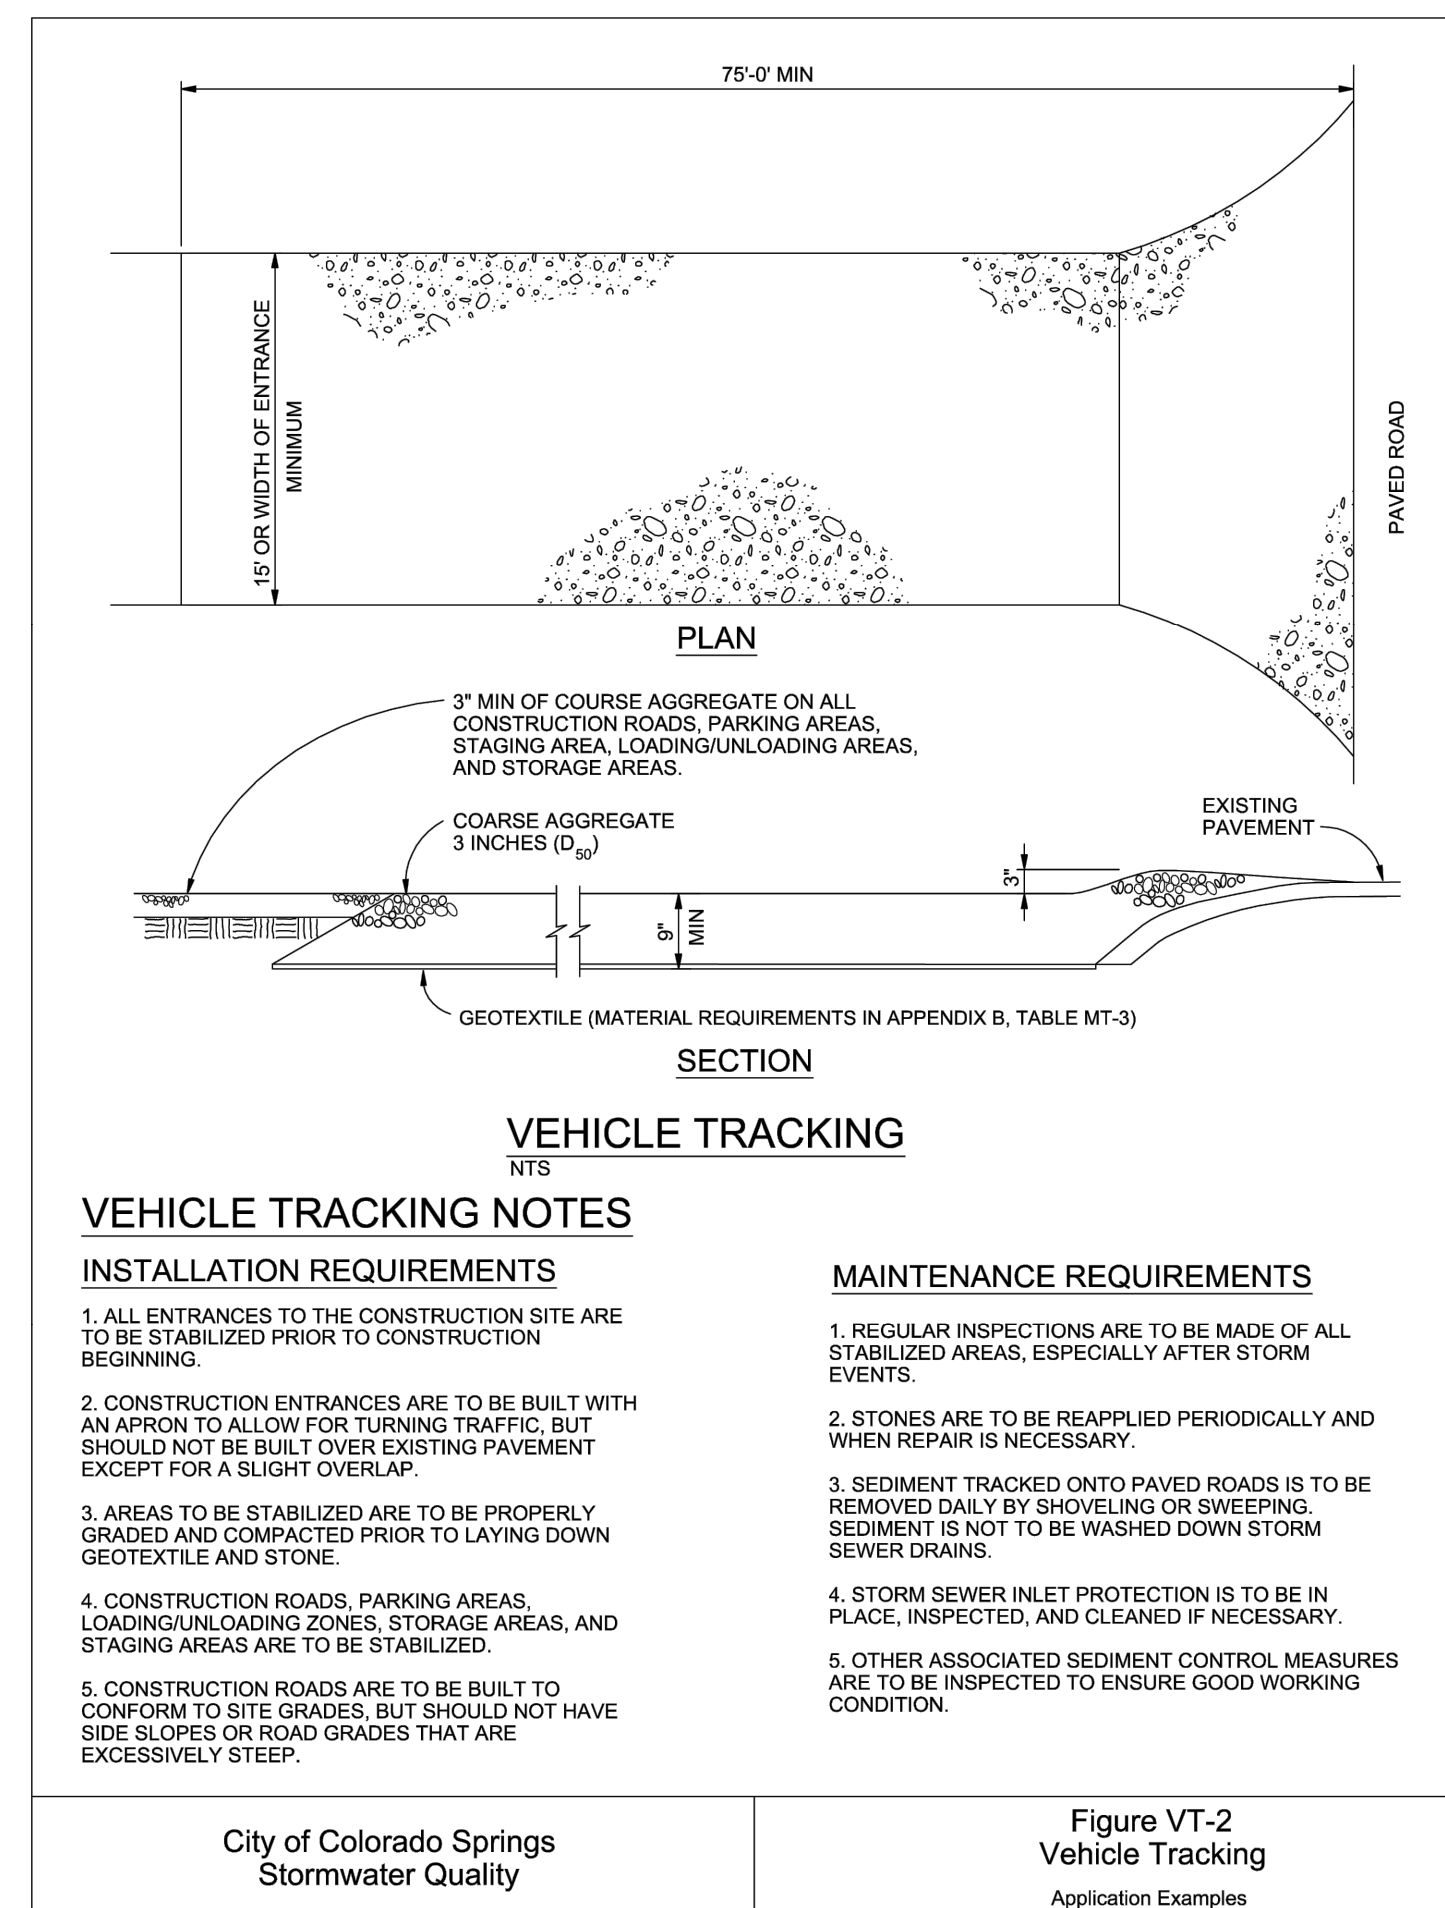 75'-0' MIN
15' OR WIDTH OF ENTRANCE
MINIMUM
PAVED ROAD
PLAN
3" MIN OF COURSE AGGREGATE ON ALL
CONSTRUCTION ROADS, PARKING AREAS,
STAGING AREA, LOADING/UNLOADING AREAS,
AND STORAGE AREAS.
COARSE AGGREGATE
3 INCHES (D50)
EXISTING
PAVEMENT
3"
9"
MIN
GEOTEXTILE (MATERIAL REQUIREMENTS IN APPENDIX B, TABLE MT-3)
SECTION
VEHICLE TRACKING
NTS
VEHICLE TRACKING NOTES
INSTALLATION REQUIREMENTS
1. ALL ENTRANCES TO THE CONSTRUCTION SITE ARE
TO BE STABILIZED PRIOR TO CONSTRUCTION
BEGINNING.
2. CONSTRUCTION ENTRANCES ARE TO BE BUILT WITH
AN APRON TO ALLOW FOR TURNING TRAFFIC, BUT
SHOULD NOT BE BUILT OVER EXISTING PAVEMENT
EXCEPT FOR A SLIGHT OVERLAP.
3. AREAS TO BE STABILIZED ARE TO BE PROPERLY
GRADED AND COMPACTED PRIOR TO LAYING DOWN
GEOTEXTILE AND STONE.
4. CONSTRUCTION ROADS, PARKING AREAS,
LOADING/UNLOADING ZONES, STORAGE AREAS, AND
STAGING AREAS ARE TO BE STABILIZED.
5. CONSTRUCTION ROADS ARE TO BE BUILT TO
CONFORM TO SITE GRADES, BUT SHOULD NOT HAVE
SIDE SLOPES OR ROAD GRADES THAT ARE
EXCESSIVELY STEEP.
MAINTENANCE REQUIREMENTS
1. REGULAR INSPECTIONS ARE TO BE MADE OF ALL
STABILIZED AREAS, ESPECIALLY AFTER STORM
EVENTS.
2. STONES ARE TO BE REAPPLIED PERIODICALLY AND
WHEN REPAIR IS NECESSARY.
3. SEDIMENT TRACKED ONTO PAVED ROADS IS TO BE
REMOVED DAILY BY SHOVELING OR SWEEPING.
SEDIMENT IS NOT TO BE WASHED DOWN STORM
SEWER DRAINS.
4. STORM SEWER INLET PROTECTION IS TO BE IN
PLACE, INSPECTED, AND CLEANED IF NECESSARY.
5. OTHER ASSOCIATED SEDIMENT CONTROL MEASURES
ARE TO BE INSPECTED TO ENSURE GOOD WORKING
CONDITION.
City of Colorado Springs
Stormwater Quality
Figure VT-2
Vehicle Tracking
Application Examples